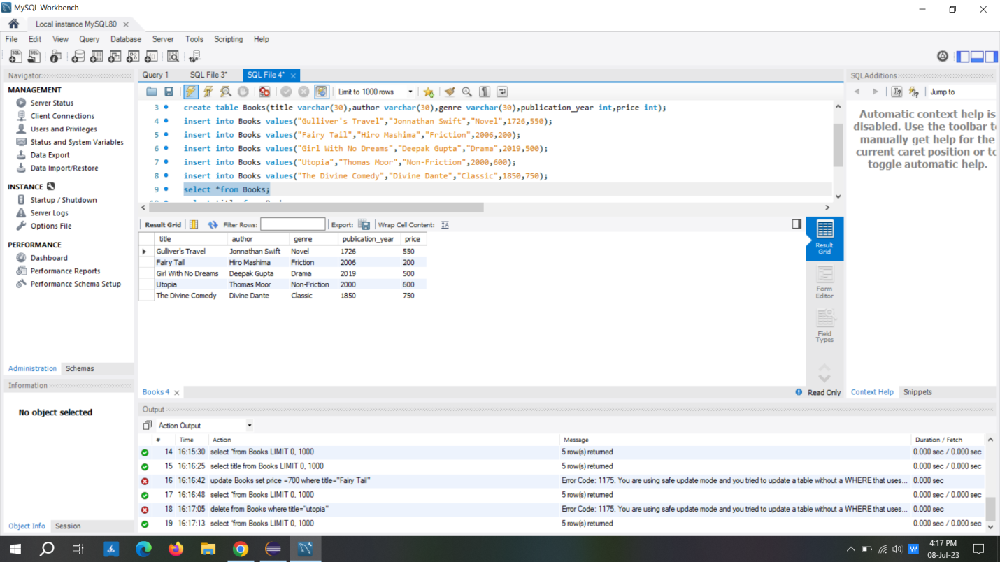 MySQL Workbench
Local instance MySQL80
File Edit View Query Database Server Tools Scripting Help
Navigator
MANAGEMENT
Server Status
Client Connections
Users and Privileges
Status and System Variables
Data Export
Data Import/Restore
INSTANCE
Startup / Shutdown
Server Logs
Options File
PERFORMANCE
Dashboard
Performance Reports
Performance Schema Setup
Administration Schemas
Information
No object selected
Object Info Session
Query 1 SQL File 3* SQL File 4*
Limit to 1000 rows
3 create table Books(title varchar(30),author varchar(30),genre varchar(30),publication_year int,price int);
4 insert into Books values("Gulliver's Travel","Jonnathan Swift","Novel",1726,550);
5 insert into Books values("Fairy Tail","Hiro Mashima","Friction",2006,200);
6 insert into Books values("Girl With No Dreams","Deepak Gupta","Drama",2019,500);
7 insert into Books values("Utopia","Thomas Moor","Non-Friction",2000,600);
8 insert into Books values("The Divine Comedy","Divine Dante","Classic",1850,750);
9 select *from Books;
Result Grid Filter Rows: Export: Wrap Cell Content:
title author genre publication_year price
Gulliver's Travel Jonnathan Swift Novel 1726 550
Fairy Tail Hiro Mashima Friction 2006 200
Girl With No Dreams Deepak Gupta Drama 2019 500
Utopia Thomas Moor Non-Friction 2000 600
The Divine Comedy Divine Dante Classic 1850 750
Result
Grid
Form
Editor
Field
Types
Books 4
Read Only
SQLAdditions
Jump to
Automatic context help is
disabled. Use the toolbar t
manually get help for the
current caret position or to
toggle automatic help.
Context Help Snippets
Output
Action Output
# Time Action Message Duration / Fetch
14 16:15:30 select *from Books LIMIT 0, 1000 5 row(s) returned 0.000 sec / 0.000 sec
15 16:16:25 select title from Books LIMIT 0, 1000 5 row(s) returned 0.000 sec / 0.000 sec
16 16:16:42 update Books set price =700 where title="Fairy Tail" Error Code: 1175. You are using safe update mode and you tried to update a table without a WHERE that uses... 0.000 sec
17 16:16:48 select *from Books LIMIT 0, 1000 5 row(s) returned 0.000 sec / 0.000 sec
18 16:17:05 delete from Books where title="utopia" Error Code: 1175. You are using safe update mode and you tried to update a table without a WHERE that uses... 0.000 sec
19 16:17:13 select *from Books LIMIT 0, 1000 5 row(s) returned 0.000 sec / 0.000 sec
4:17 PM
08-Jul-23